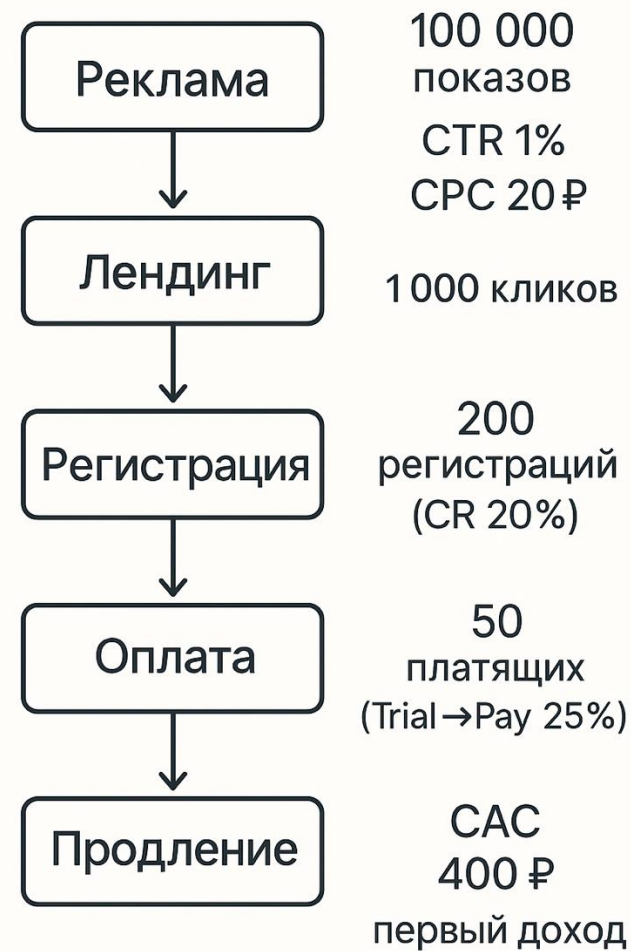 Реклама
100 000
показов
CTR 1%
CPC 20 ₽
Лендинг
1 000 кликов
Регистрация
200
регистраций
(CR 20%)
Оплата
50
платящих
(Trial→Pay 25%)
Продление
CAC
400 ₽
первый доход